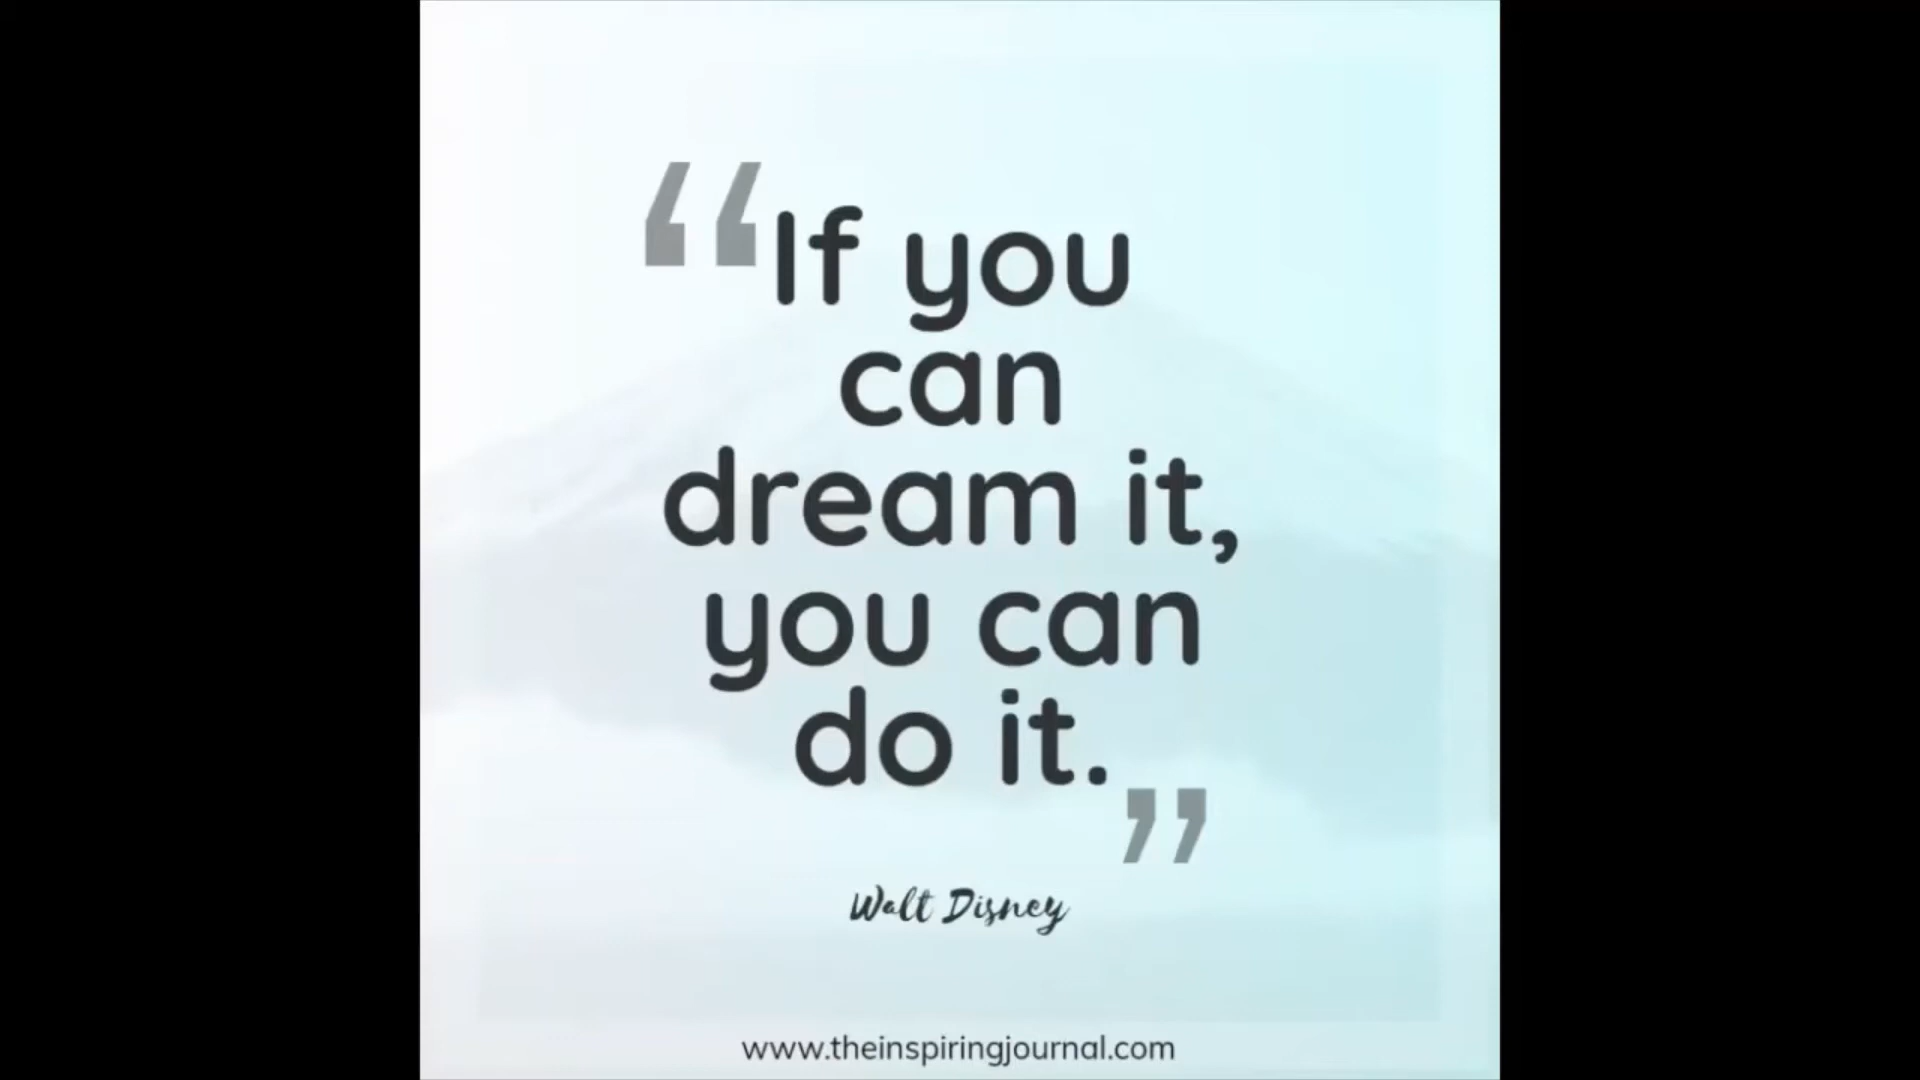 “If you
can
dream it,
you can
do it.”
Walt Disney
www.theinspiringjournal.com